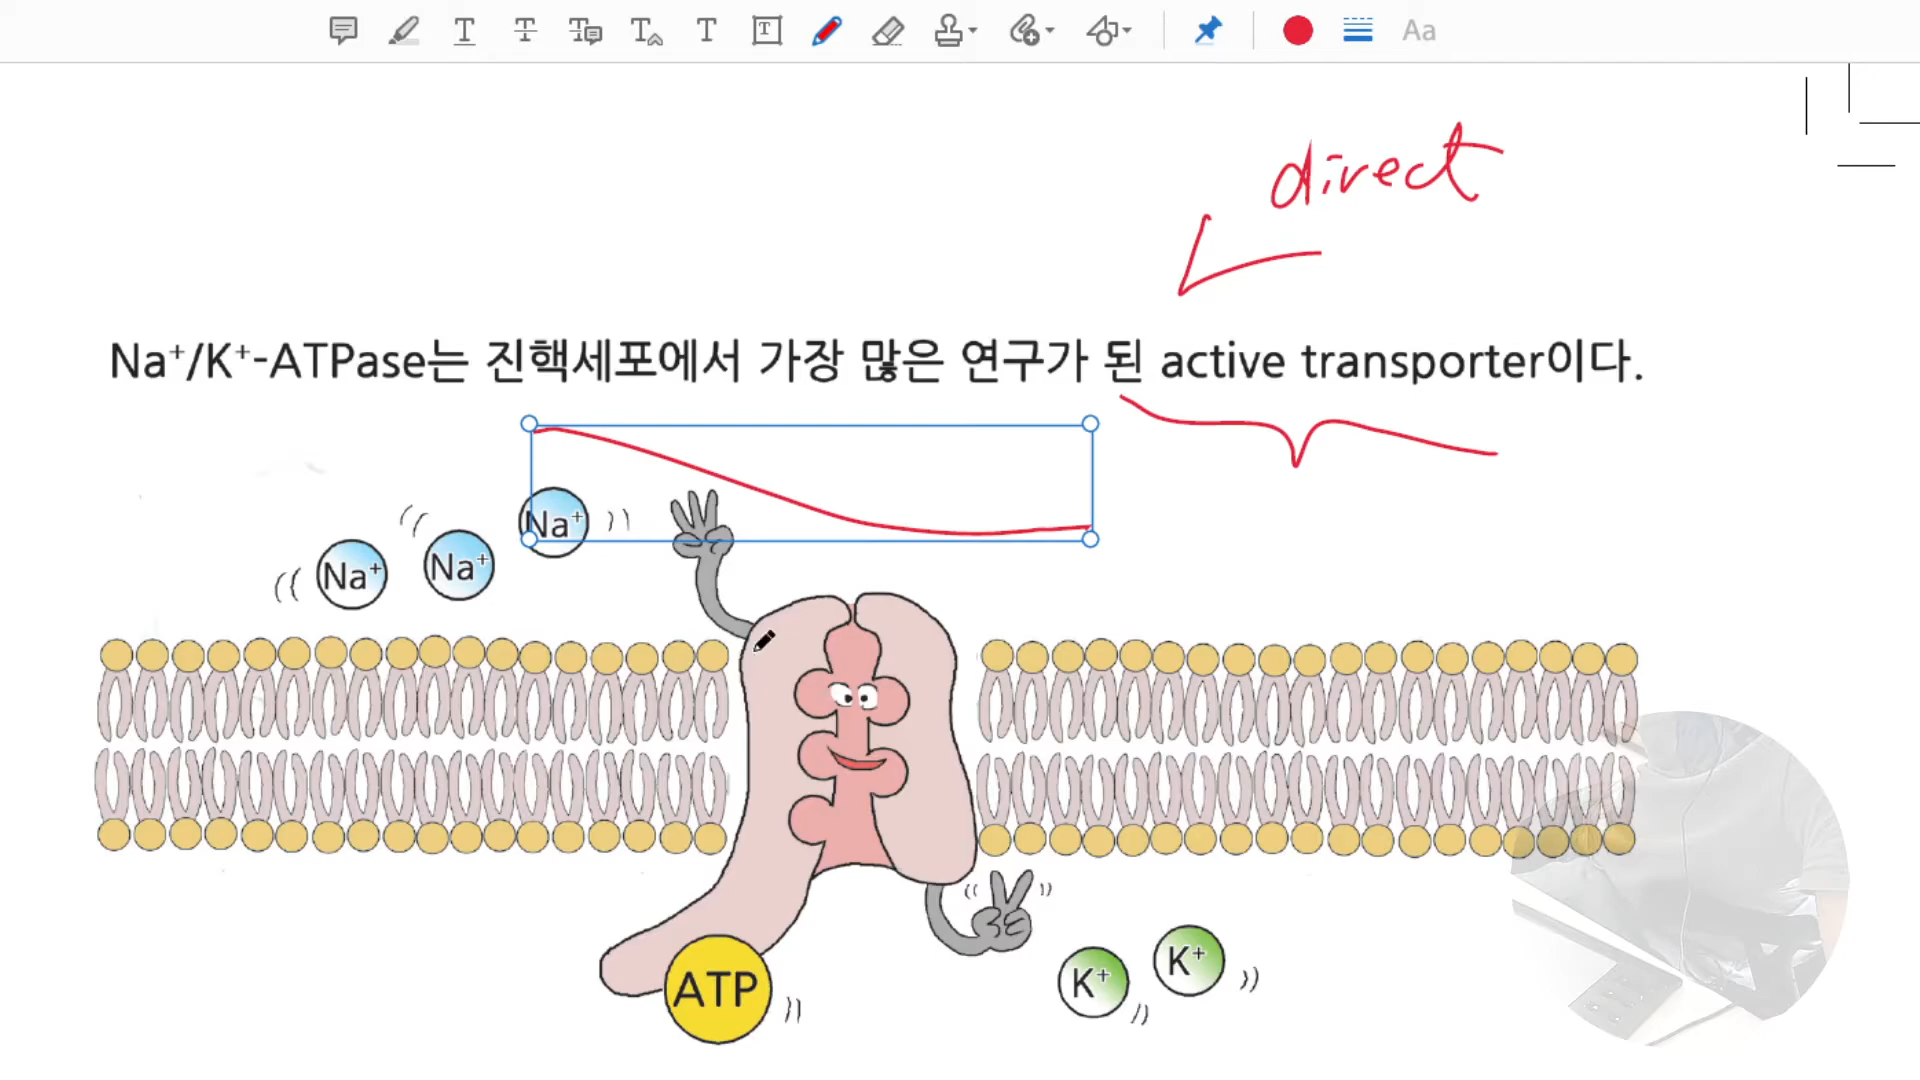 Aa
direct
Na⁺/K⁺-ATPase는 진핵세포에서 가장 많은 연구가 된 active transporter이다.
Na⁺
Na⁺
Na⁺
ATP
K⁺
K⁺